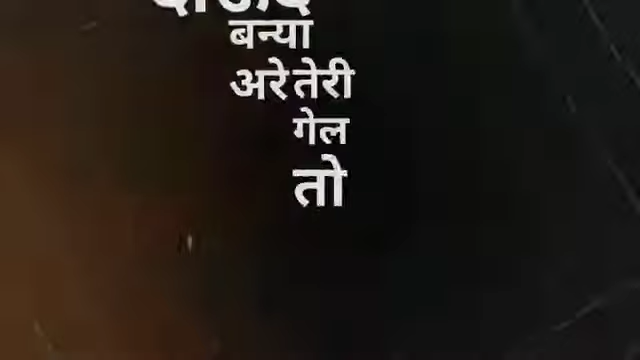 बन्या
अरे तेरी
गेल
तो